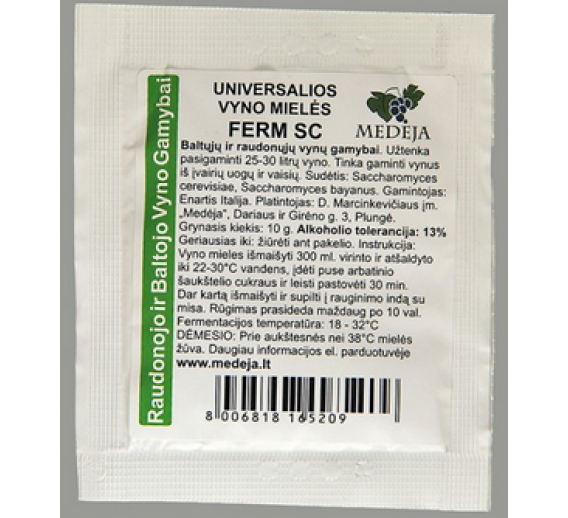 UNIVERSALIOS
VYNO MIELĖS
FERM SC
MEDĖJA
Baltųjų ir raudonųjų vynų gamybai. Užtenka
pasigaminti 25-30 litrų vyno. Tinka gaminti vynus
iš įvairių uogų ir vaisių. Sudėtis: Saccharomyces
cerevisiae, Saccharomyces bayanus. Gamintojas:
Enartis Italija. Platintojas: D. Marcinkevičiaus įm.
„Medėja”, Dariaus ir Girėno g. 3, Plungė.
Grynasis kiekis: 10 g. Alkoholio tolerancija: 13%
Geriausias iki: žiūrėti ant pakelio. Instrukcija:
Vyno mieles išmaišyti 300 ml. virinto ir atšaldyto
iki 22-30°C vandens, įdėti puse arbatinio
šaukštelio cukraus ir leisti pastovėti 30 min.
Dar kartą išmaišyti ir supilti į rauginimo indą su
misa. Rūgimas prasideda maždaug po 10 val.
Fermentacijos temperatūra: 18 - 32°C
DĖMESIO: Prie aukštesnės nei 38°C mielės
žūva. Daugiau informacijos el. parduotuvėje
www.medeja.lt
8 006818 165209
Raudonojo ir Baltojo Vyno Gamybai